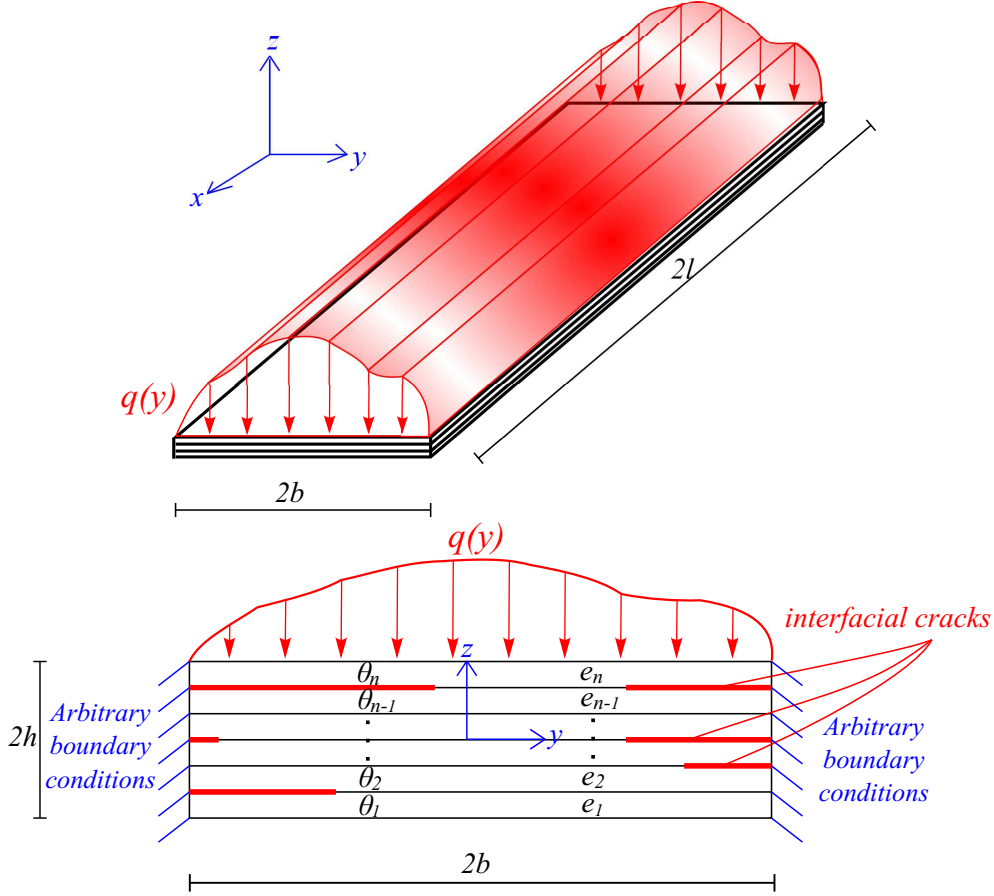 z
y
x
2l
q(y)
2b
q(y)
interfacial cracks
z
θn en
θn-1 en-1
Arbitrary boundary conditions
2h
y
Arbitrary boundary conditions
θ2 e2
θ1 e1
2b